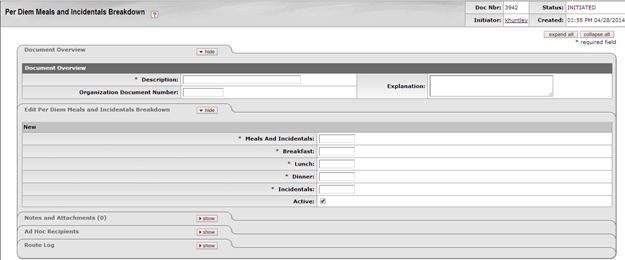 Per Diem Meals and Incidentals Breakdown ?
Doc Nbr: 3942 Status: INITIATED
Initiator: khuntley Created: 01:55 PM 04/28/2014
expand all collapse all
* required field
Document Overview hide
Document Overview
* Description:
Explanation:
Organization Document Number:
Edit Per Diem Meals and Incidentals Breakdown hide
New
* Meals And Incidentals:
* Breakfast:
* Lunch:
* Dinner:
* Incidentals:
Active:
Notes and Attachments (0) show
Ad Hoc Recipients show
Route Log show